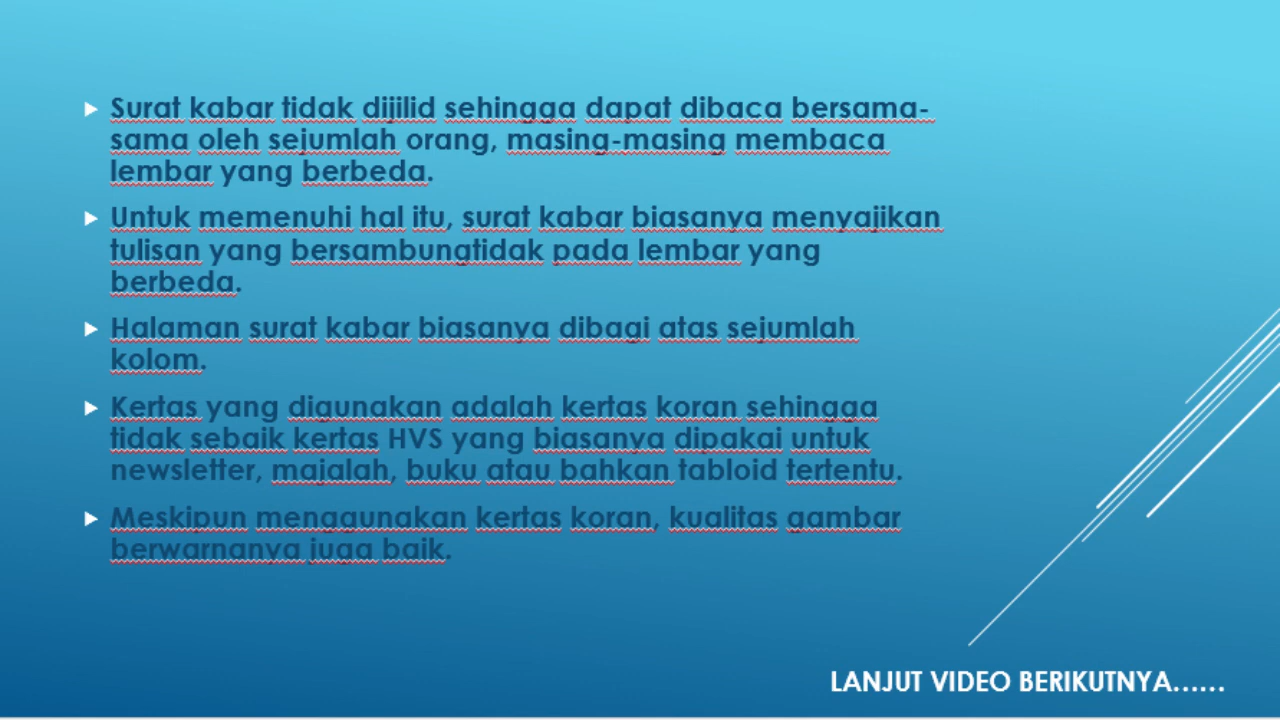 Surat kabar tidak dijilid sehingga dapat dibaca bersama-
sama oleh sejumlah orang, masing-masing membaca
lembar yang berbeda.
Untuk memenuhi hal itu, surat kabar biasanya menyajikan
tulisan yang bersambungtidak pada lembar yang
berbeda.
Halaman surat kabar biasanya dibagi atas sejumlah
kolom.
Kertas yang digunakan adalah kertas koran sehingga
tidak sebaik kertas HVS yang biasanya dipakai untuk
newsletter, majalah, buku atau bahkan tabloid tertentu.
Meskipun menggunakan kertas koran, kualitas gambar
berwarnanya juga baik.
LANJUT VIDEO BERIKUTNYA......